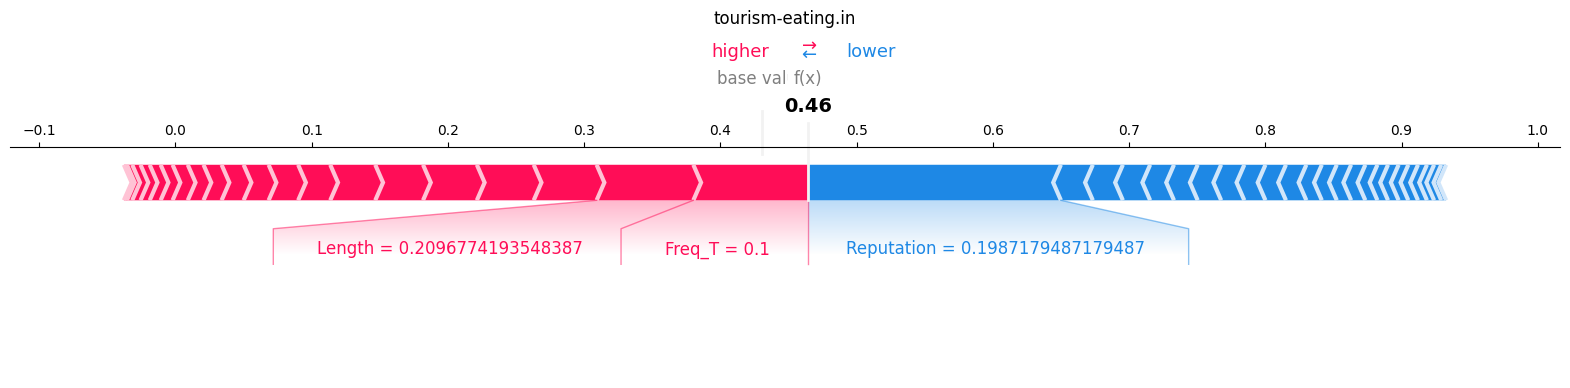 tourism-eating.in
higher ⇄ lower
base val f(x)
0.46
−0.1 0.0 0.1 0.2 0.3 0.4 0.5 0.6 0.7 0.8 0.9 1.0
Length = 0.2096774193548387 Freq_T = 0.1 Reputation = 0.1987179487179487